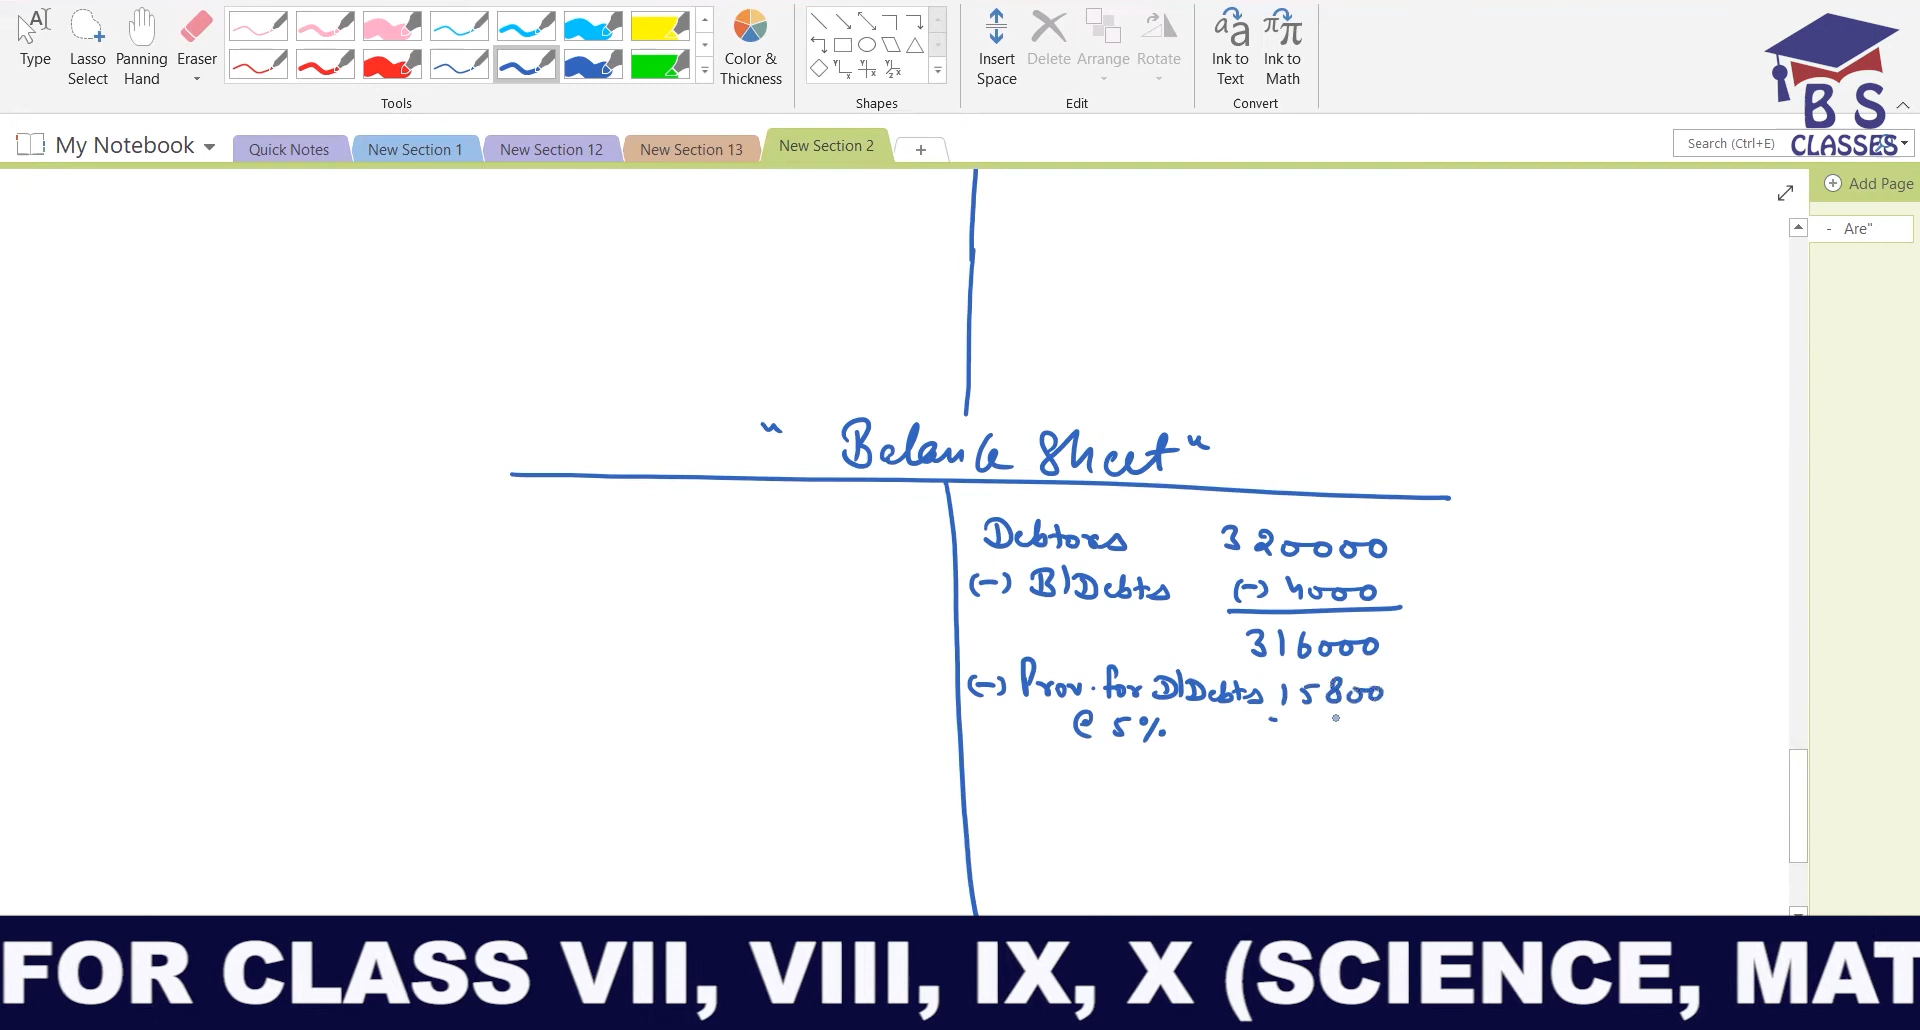 Type
Lasso Select
Panning Hand
Eraser
Color & Thickness
Insert Space
Delete
Arrange
Rotate
Ink to Text
Ink to Math
Tools
Shapes
Edit
Convert
B S
CLASSES
My Notebook
Quick Notes
New Section 1
New Section 12
New Section 13
New Section 2
+
Search (Ctrl+E)
Add Page
- Are"
" Balance Sheet "
Debtors 320000
(-) B/Debts (-) 4000
316000
(-) Prov. for D/Debts 15800
@ 5%
FOR CLASS VII, VIII, IX, X (SCIENCE, MAT